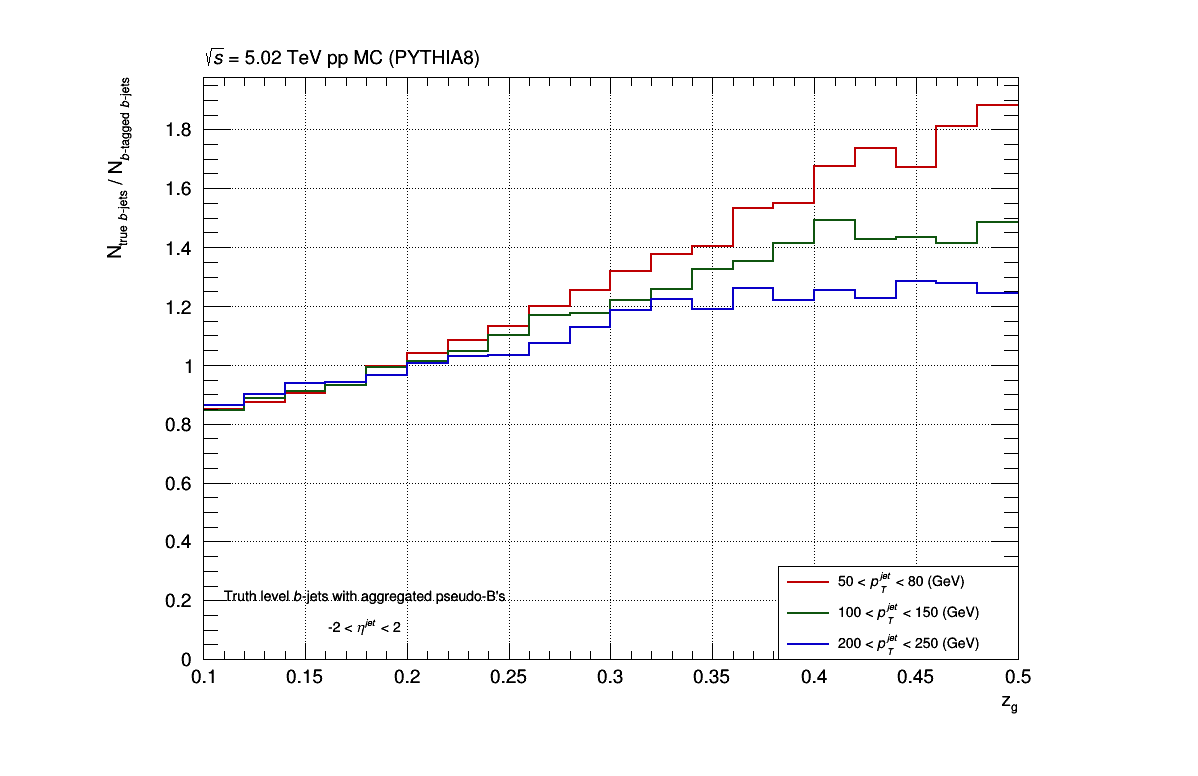 √s = 5.02 TeV pp MC (PYTHIA8)
N_true b-jets / N_b-tagged b-jets
1.8
1.6
1.4
1.2
1
0.8
0.6
0.4
0.2
0
Truth level b-jets with aggregated pseudo-B's
-2 < η^jet < 2
50 < p_T^jet < 80 (GeV)
100 < p_T^jet < 150 (GeV)
200 < p_T^jet < 250 (GeV)
0.1 0.15 0.2 0.25 0.3 0.35 0.4 0.45 0.5
z_g